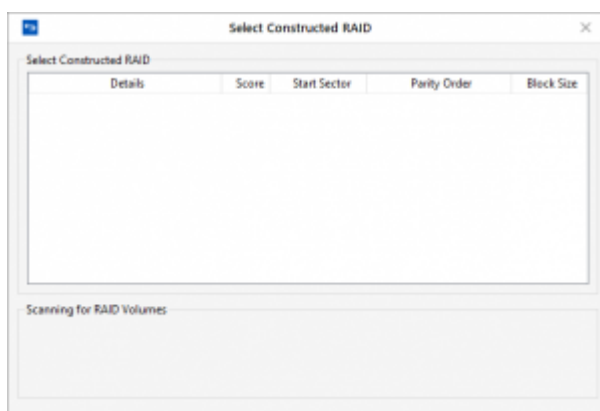 Select Constructed RAID
Select Constructed RAID
Details Score Start Sector Parity Order Block Size
Scanning for RAID Volumes